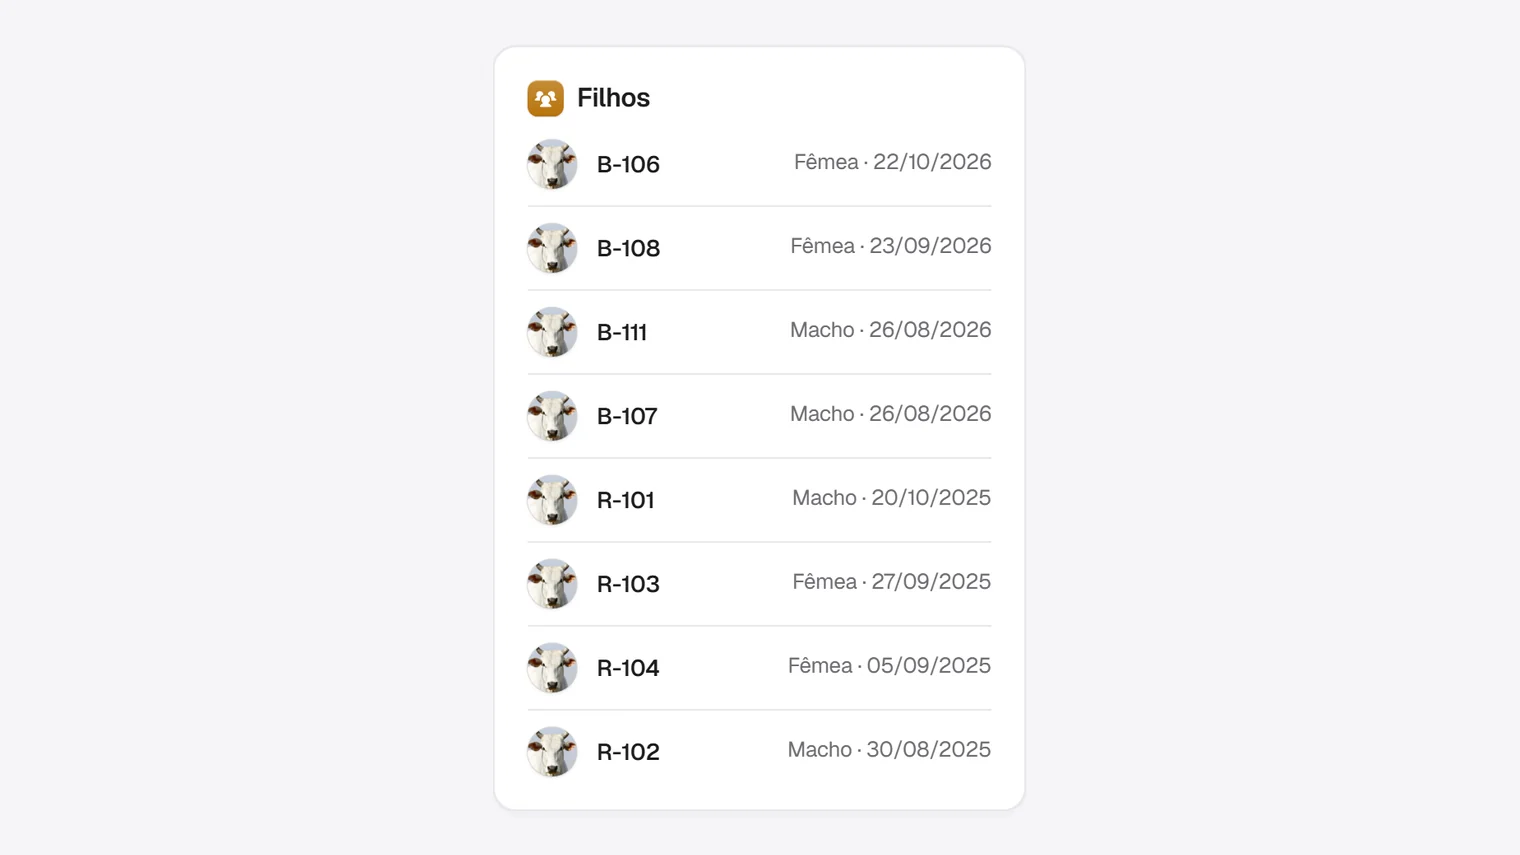 Filhos
B-106 Fêmea · 22/10/2026
B-108 Fêmea · 23/09/2026
B-111 Macho · 26/08/2026
B-107 Macho · 26/08/2026
R-101 Macho · 20/10/2025
R-103 Fêmea · 27/09/2025
R-104 Fêmea · 05/09/2025
R-102 Macho · 30/08/2025